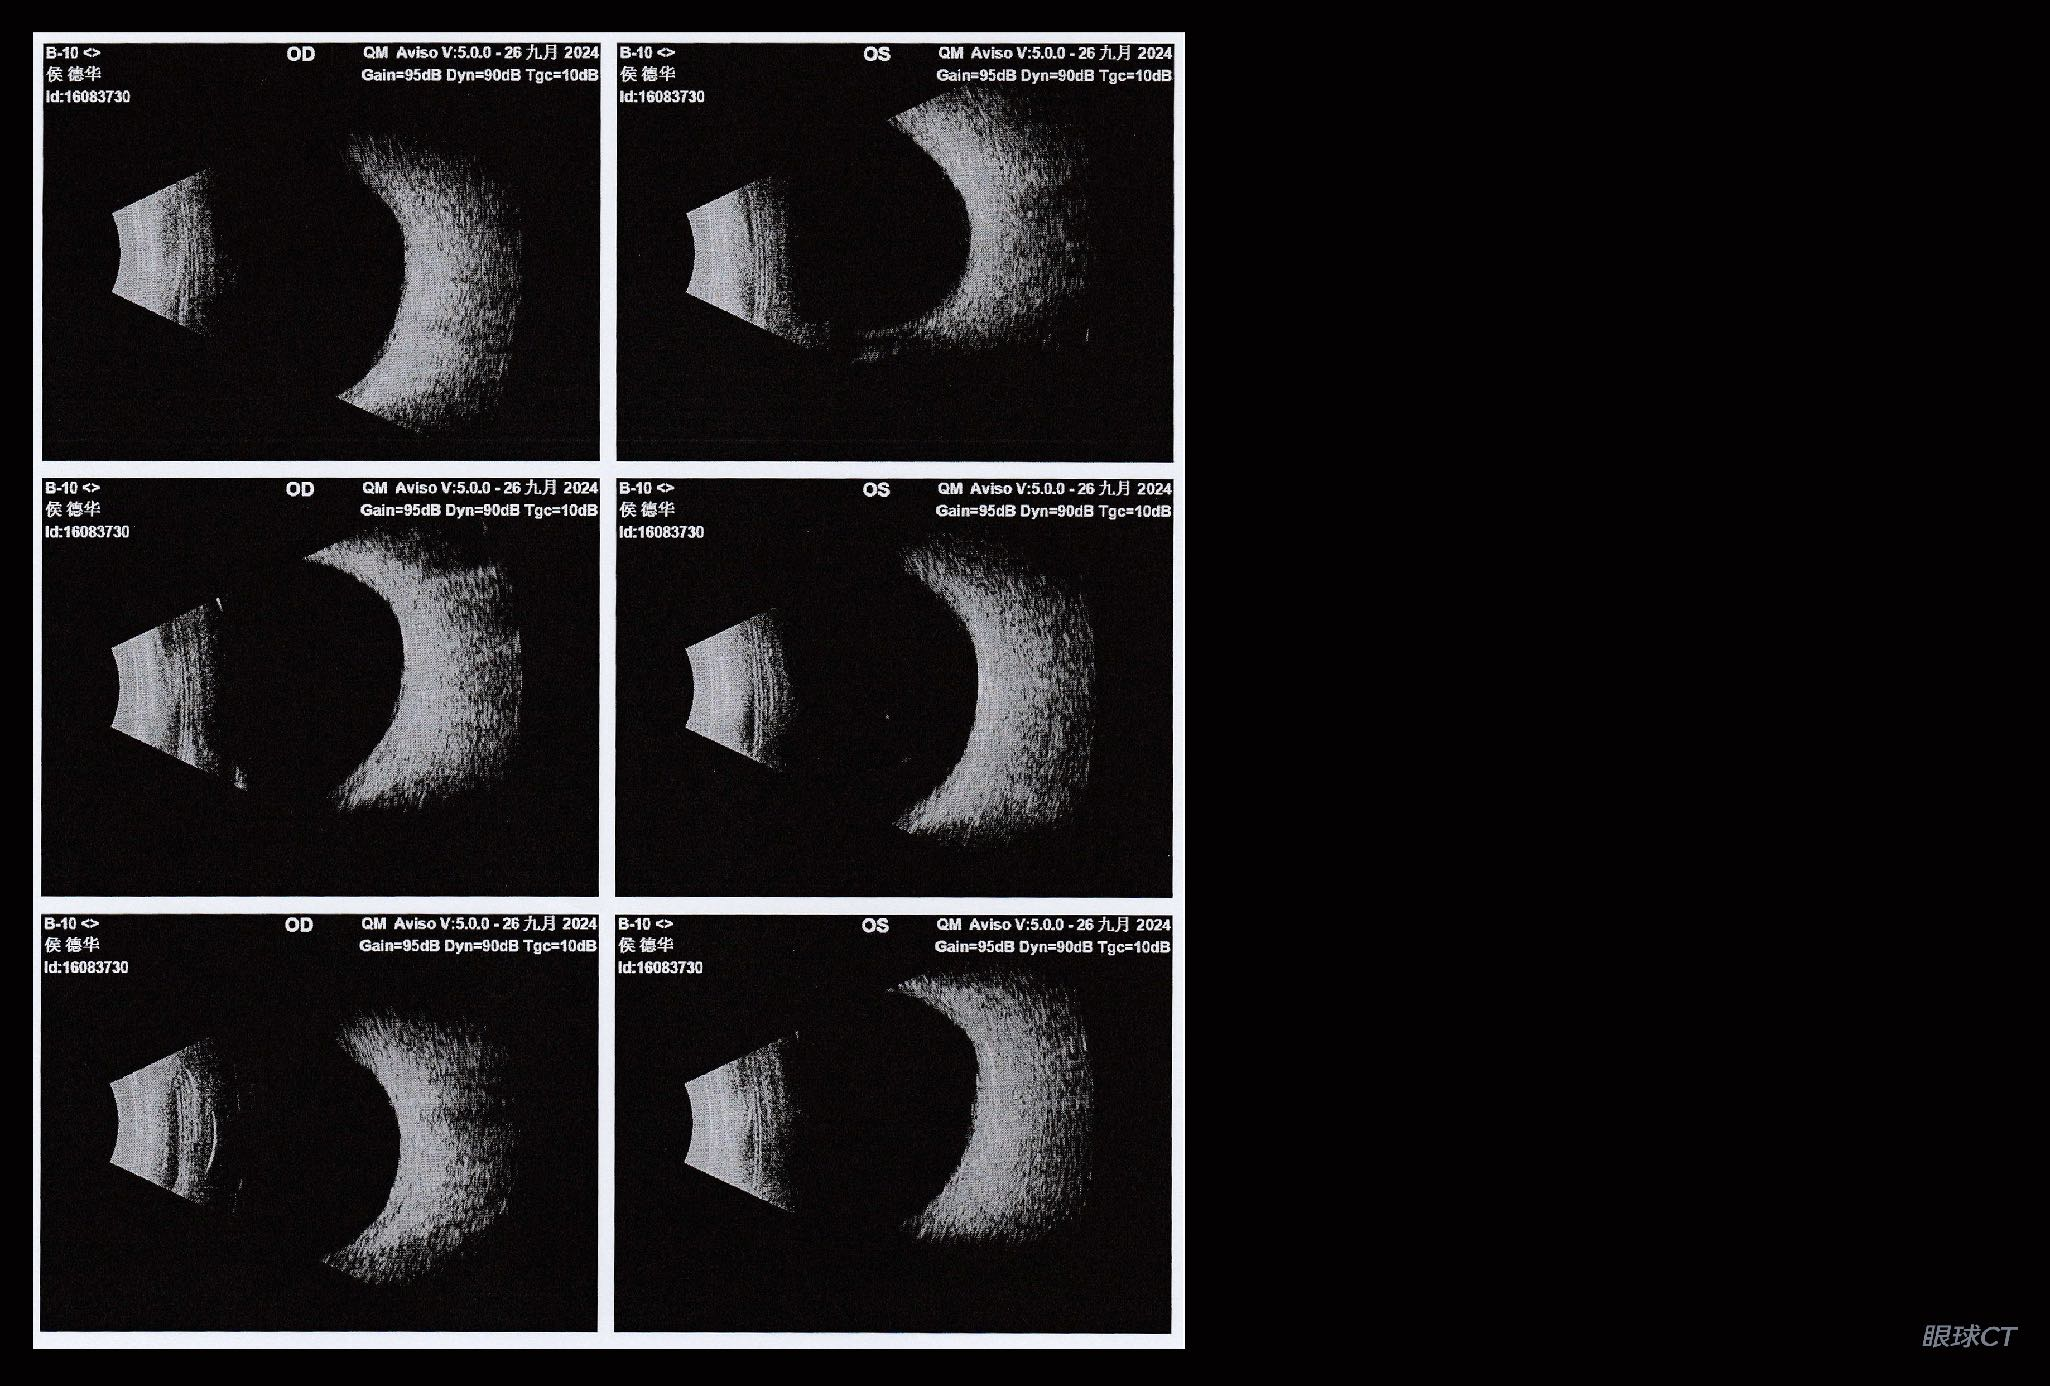 B-10 <> OD QM Aviso V:5.0.0 - 26 九月 2024
侯 德华 Gain=95dB Dyn=90dB Tgc=10dB
Id:16083730
B-10 <> OS QM Aviso V:5.0.0 - 26 九月 2024
侯 德华 Gain=95dB Dyn=90dB Tgc=10dB
Id:16083730
B-10 <> OD QM Aviso V:5.0.0 - 26 九月 2024
侯 德华 Gain=95dB Dyn=90dB Tgc=10dB
Id:16083730
B-10 <> OS QM Aviso V:5.0.0 - 26 九月 2024
侯 德华 Gain=95dB Dyn=90dB Tgc=10dB
Id:16083730
B-10 <> OD QM Aviso V:5.0.0 - 26 九月 2024
侯 德华 Gain=95dB Dyn=90dB Tgc=10dB
Id:16083730
B-10 <> OS QM Aviso V:5.0.0 - 26 九月 2024
侯 德华 Gain=95dB Dyn=90dB Tgc=10dB
Id:16083730
眼球CT